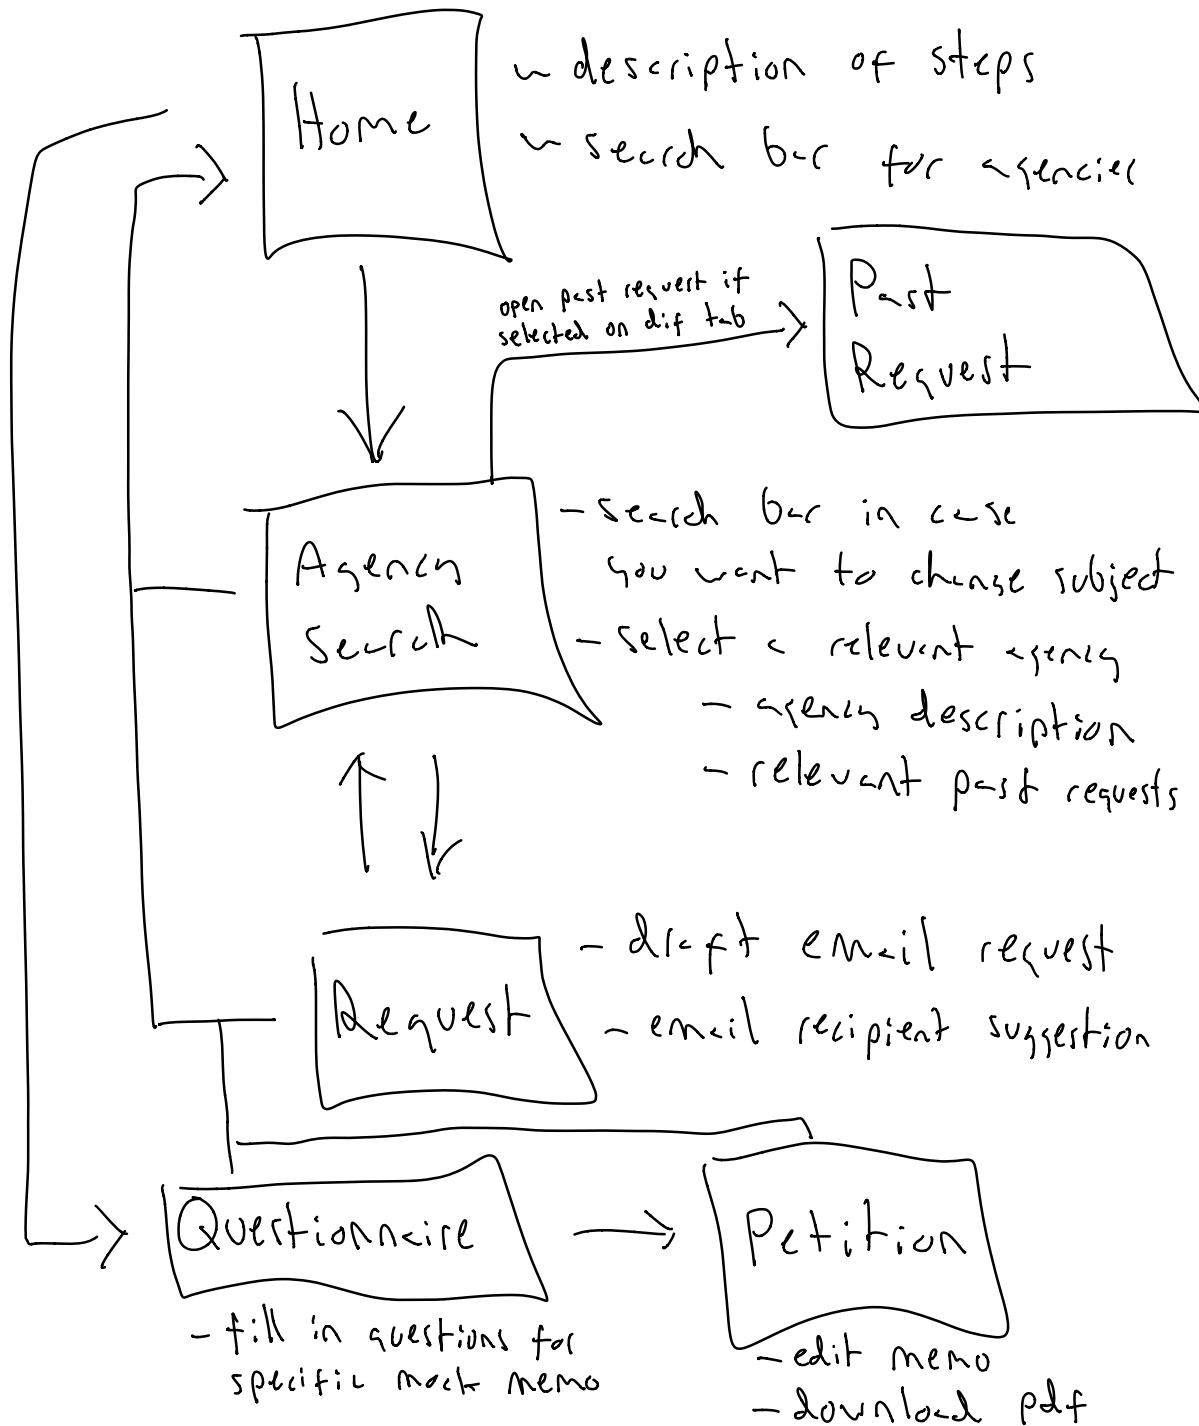 Home
~ description of steps
~ search bar for agencies
open past request if
selected on dif tab
Past
Request
Agency
Search
- search bar in case
you want to change subject
- select a relevant agency
- agency description
- relevant past requests
Request
- draft email request
- email recipient suggestion
Questionnaire
- fill in questions for
specific mock memo
Petition
- edit memo
- download pdf